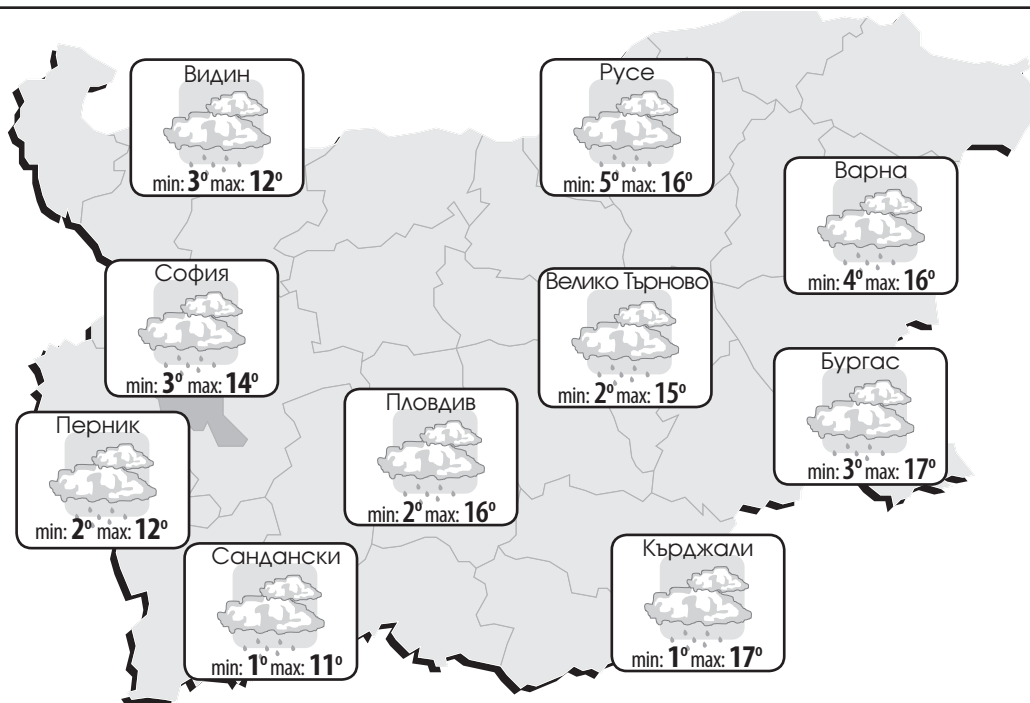 Видин
min: 3° max: 12°
Русе
min: 5° max: 16°
Варна
min: 4° max: 16°
София
min: 3° max: 14°
Велико Търново
min: 2° max: 15°
Бургас
min: 3° max: 17°
Пловдив
min: 2° max: 16°
Перник
min: 2° max: 12°
Сандански
min: 1° max: 11°
Кърджали
min: 1° max: 17°